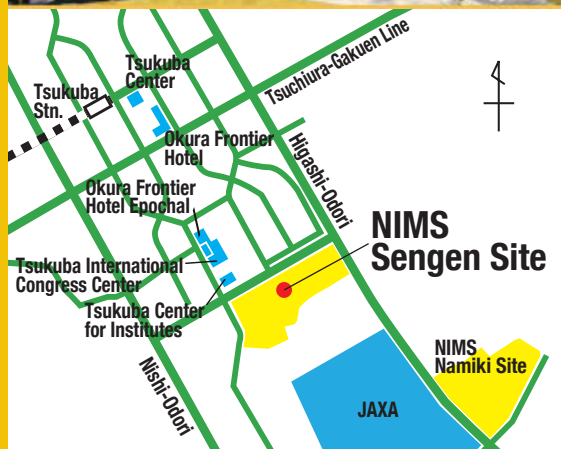 Tsukuba
Center
Tsukuba
Stn.
Tsuchiura-Gakuen Line
Okura Frontier
Hotel
Higashi-Odori
Okura Frontier
Hotel Epochal
NIMS
Sengen Site
Tsukuba International
Congress Center
Tsukuba Center
for Institutes
Nishi-Odori
NIMS
Namiki Site
JAXA